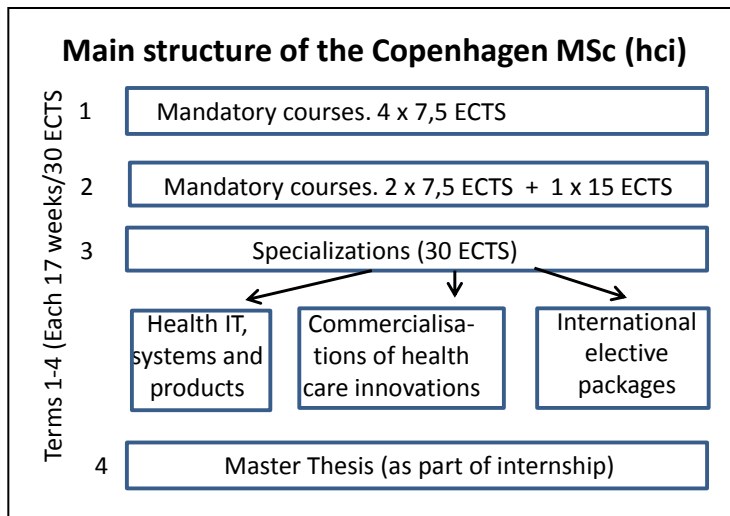 Main structure of the Copenhagen MSc (hci)
Terms 1-4 (Each 17 weeks/30 ECTS
1
Mandatory courses. 4 x 7,5 ECTS
2
Mandatory courses. 2 x 7,5 ECTS + 1 x 15 ECTS
3
Specializations (30 ECTS)
Health IT,
systems and
products
Commercialisa-
tions of health
care innovations
International
elective
packages
4
Master Thesis (as part of internship)